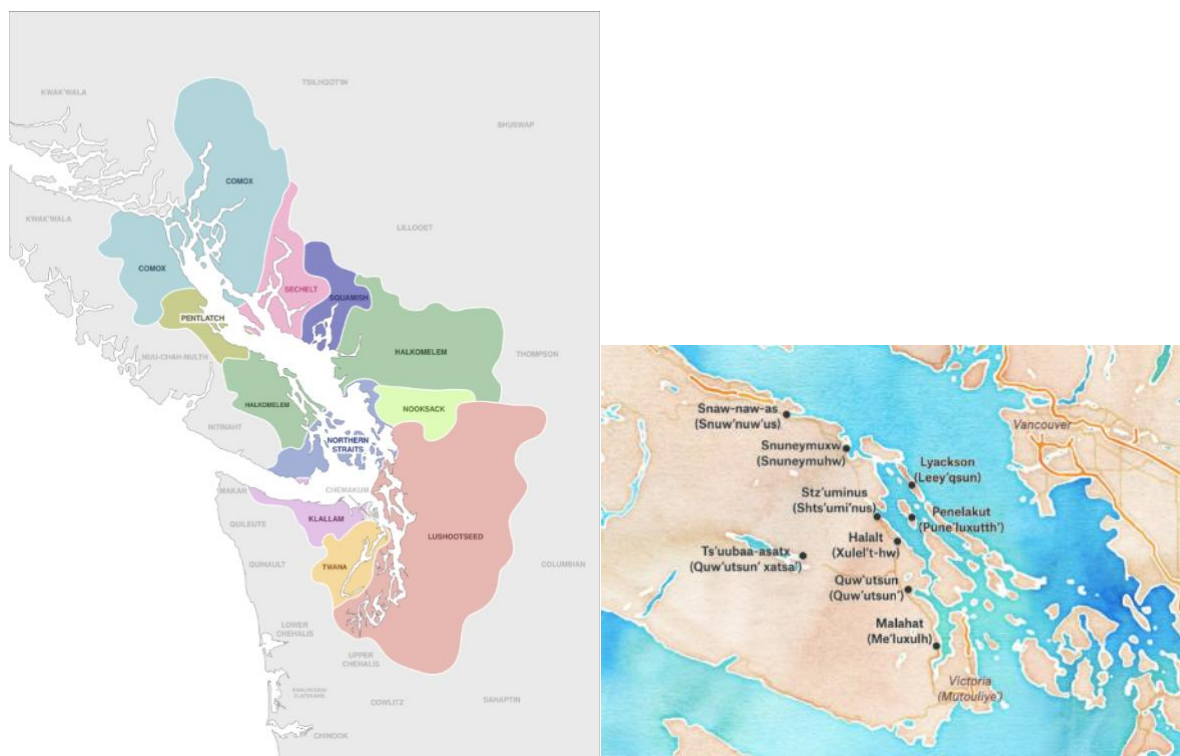 TSILHQOT'IN
KWAK'WALA
SHUSWAP
COMOX
KWAK'WALA
LILLOOET
COMOX
SECHELT
SQUAMISH
PENTLATCH
HALKOMELEM
THOMPSON
NUU-CHAH-NULTH
HALKOMELEM
NOOKSACK
NITINAHT
NORTHERN
STRAITS
MAKAH
CHEMAKUM
KLALLAM
QUILEUTE
LUSHOOTSEED
QUINAULT
TWANA
COLUMBIAN
LOWER
CHEHALIS
UPPER
CHEHALIS
COWLITZ
SAHAPTIN
CHINOOK
Snaw-naw-as
(Snuw'nuw'us)
Vancouver
Snuneymuxw
(Snuneymuhw)
Lyackson
(Leey'qsun)
Stz'uminus
(Shts'umi'nus)
Penelakut
(Pune'luxutth')
Halalt
(Xulel't-hw)
Ts'uubaa-asatx
(Quw'utsun' xatsa')
Quw'utsun
(Quw'utsun')
Malahat
(Me'luxulh)
Victoria
(Mutouliye')